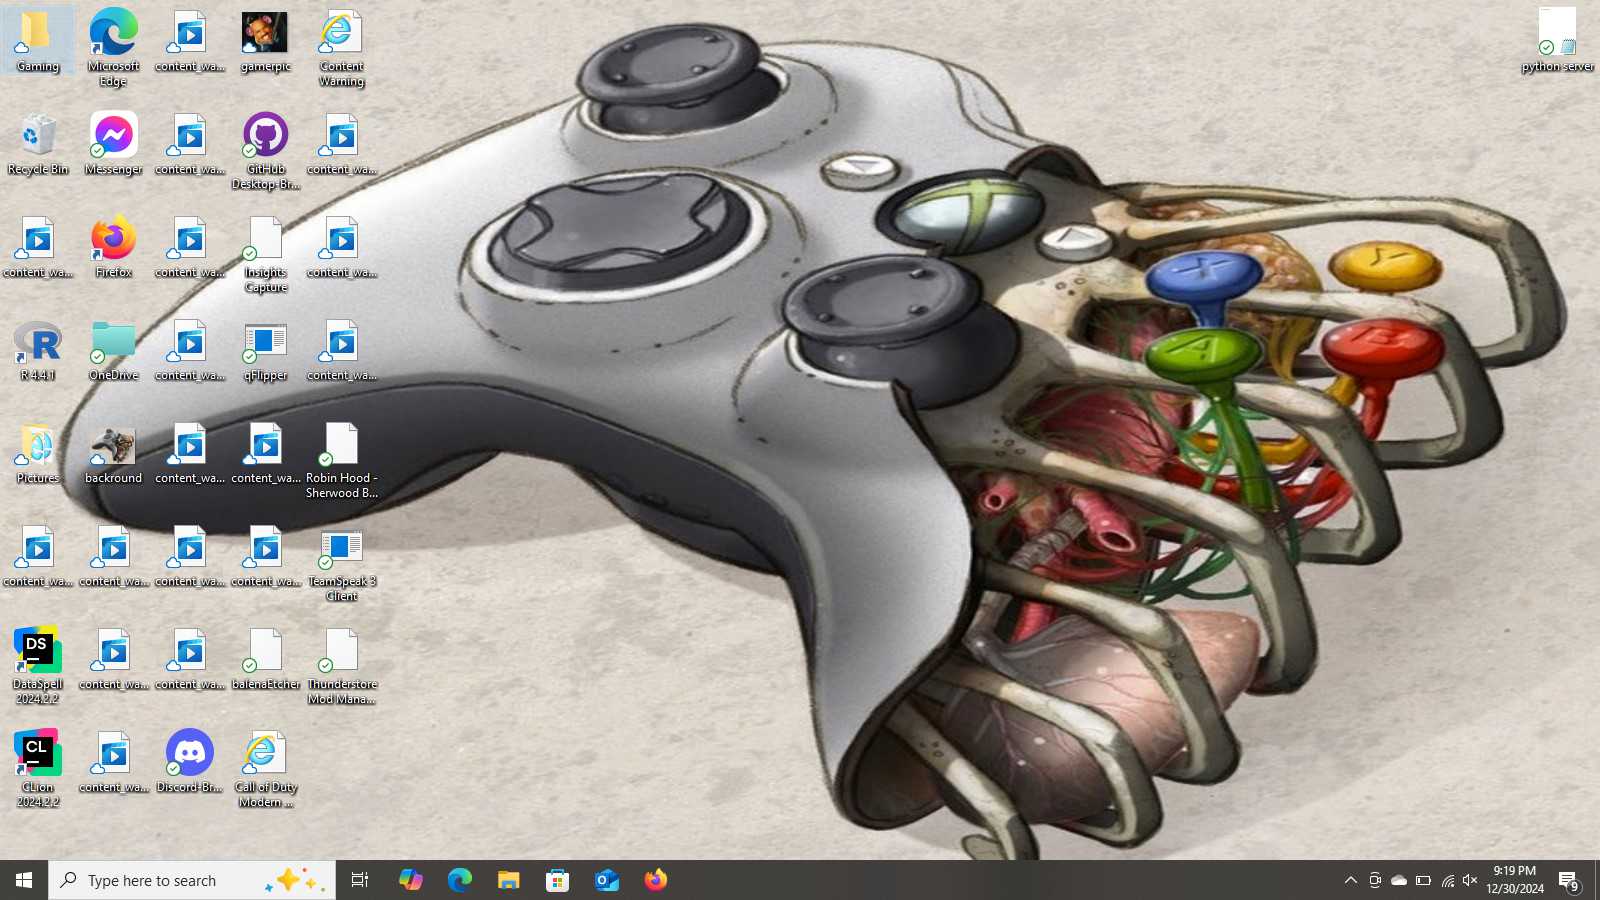 Gaming
Microsoft
Edge
content_wa...
gamerpic
Content
Warning
python server
Recycle Bin
Messenger
content_wa...
GitHub
Desktop-Br...
content_wa...
content_wa...
Firefox
content_wa...
Insights
Capture
content_wa...
R 4.4.1
OneDrive
content_wa...
qFlipper
content_wa...
Pictures
backround
content_wa...
content_wa...
Robin Hood -
Sherwood B...
content_wa...
content_wa...
content_wa...
content_wa...
TeamSpeak 3
Client
DS
DataSpell
2024.2.2
content_wa...
content_wa...
balenaEtcher
Thunderstore
Mod Mana...
CL
CLion
2024.2.2
content_wa...
Discord-Br...
Call of Duty
Modern ...
X
Y
A
B
Type here to search
9:19 PM
12/30/2024
9